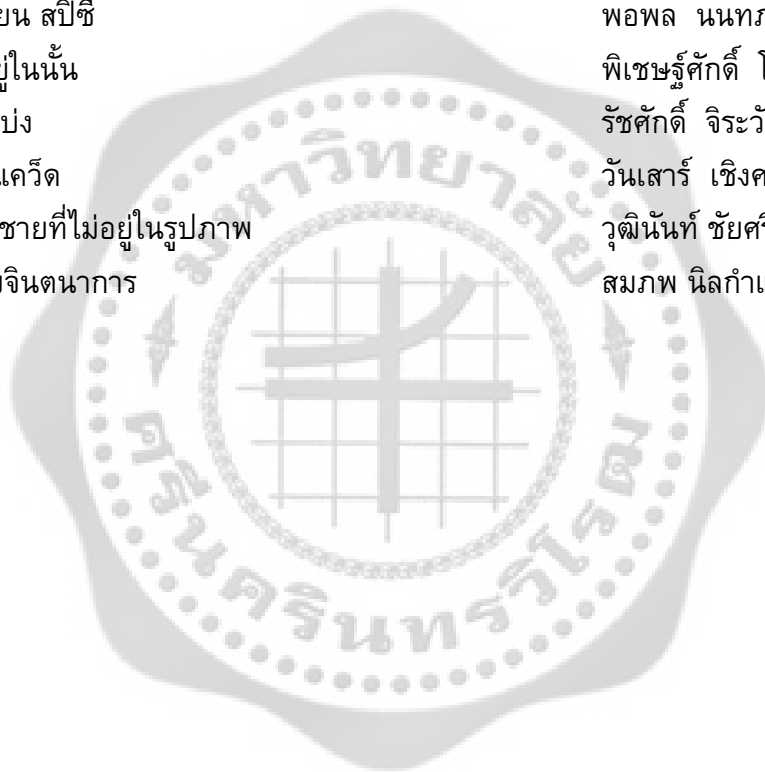 ยน สปีซี พอพล นนทภ
ยู่ในนั้น พิเชษฐ์ศักดิ์ โ
บ่ง รัชศักดิ์ จิระวั
แคว็ด วันเสาร์ เชิงศ
ชายที่ไม่อยู่ในรูปภาพ วุฒินันท์ ชัยศรี
จินตนาการ สมภพ นิลกำแ
มหาวิทยาลัย
ศรีนครินทรวิโรฒ